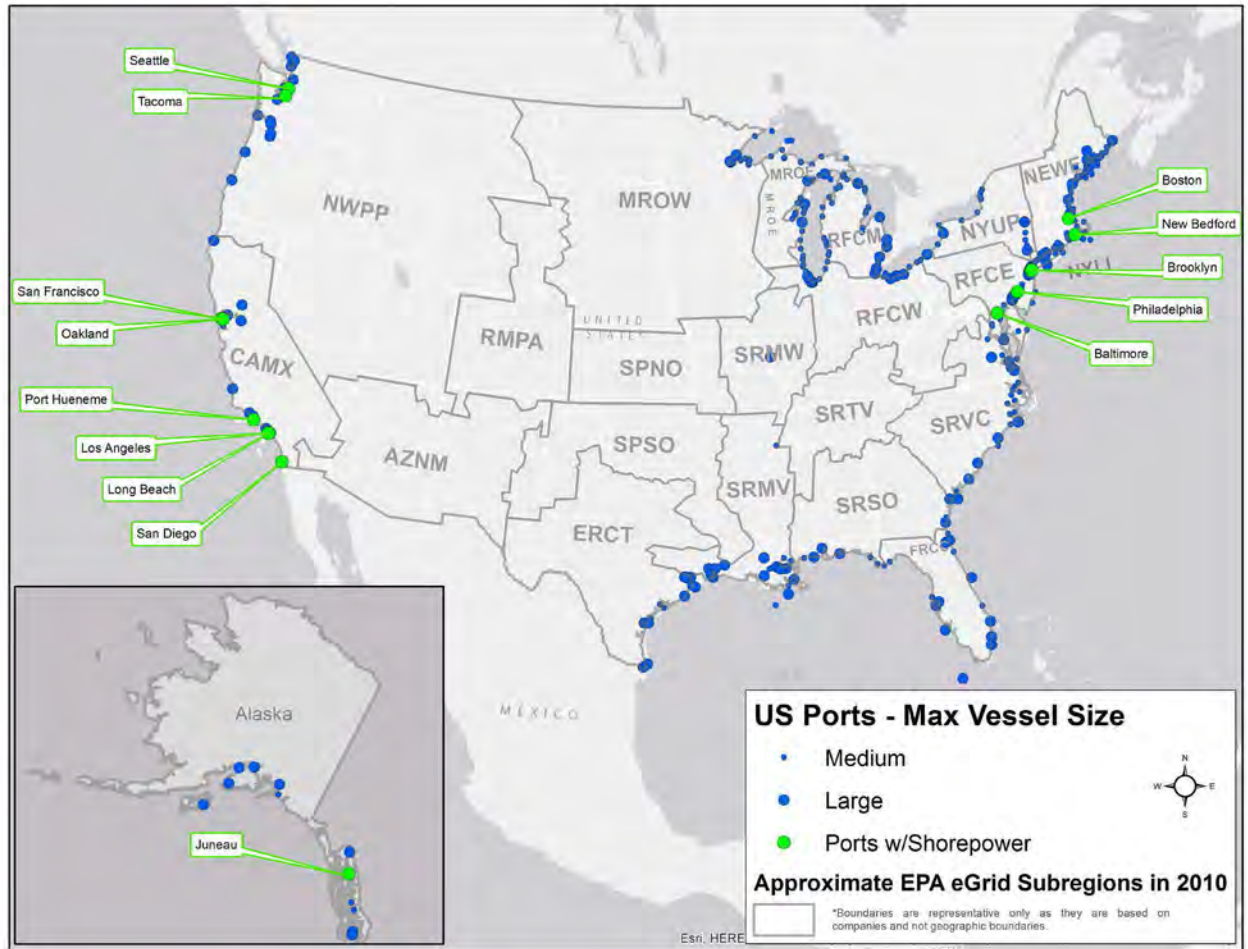 Seattle
Tacoma
San Francisco
Oakland
Port Hueneme
Los Angeles
Long Beach
San Diego
Boston
New Bedford
Brooklyn
Philadelphia
Baltimore
NWPP
MROW
MROE
MROE
RFCM
NYUP
NEWE
NYLI
RFCE
RFCW
CAMX
RMPA
UNITED
STATES
SPNO
SRMW
SRTV
SRVC
AZNM
SPSO
SRMV
SRSO
ERCT
FRCC
MEXICO
Alaska
Juneau
US Ports - Max Vessel Size
Medium
Large
Ports w/Shorepower
N
W E
S
Approximate EPA eGrid Subregions in 2010
*Boundaries are representative only as they are based on
companies and not geographic boundaries.
Esri, HERE